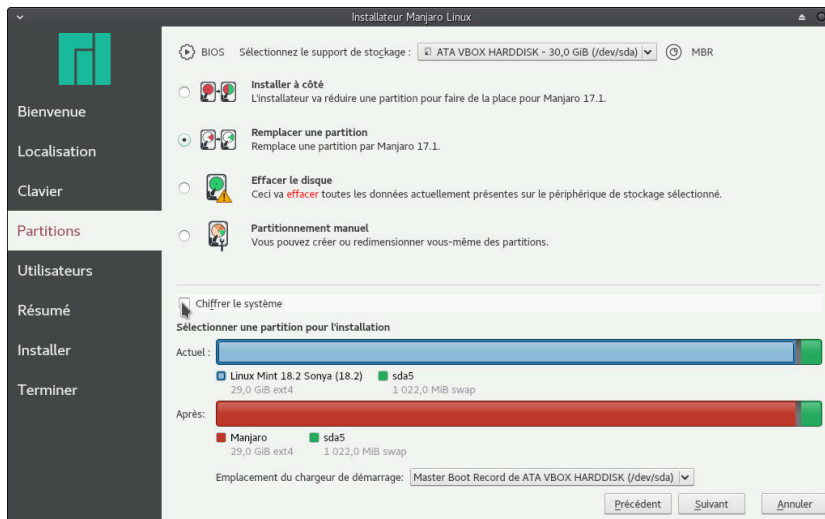 Installateur Manjaro Linux
BIOS Sélectionnez le support de stockage : ATA VBOX HARDDISK - 30,0 GiB (/dev/sda) MBR
Installer à côté
L'installateur va réduire une partition pour faire de la place pour Manjaro 17.1.
Bienvenue
Remplacer une partition
Remplace une partition par Manjaro 17.1.
Localisation
Effacer le disque
Ceci va effacer toutes les données actuellement présentes sur le périphérique de stockage sélectionné.
Clavier
Partitions
Partitionnement manuel
Vous pouvez créer ou redimensionner vous-même des partitions.
Utilisateurs
Résumé
Chiffrer le système
Sélectionner une partition pour l'installation
Installer
Actuel :
Linux Mint 18.2 Sonya (18.2) sda5
29,0 GiB ext4 1 022,0 MiB swap
Terminer
Après:
Manjaro sda5
29,0 GiB ext4 1 022,0 MiB swap
Emplacement du chargeur de démarrage: Master Boot Record de ATA VBOX HARDDISK (/dev/sda)
Précédent Suivant Annuler